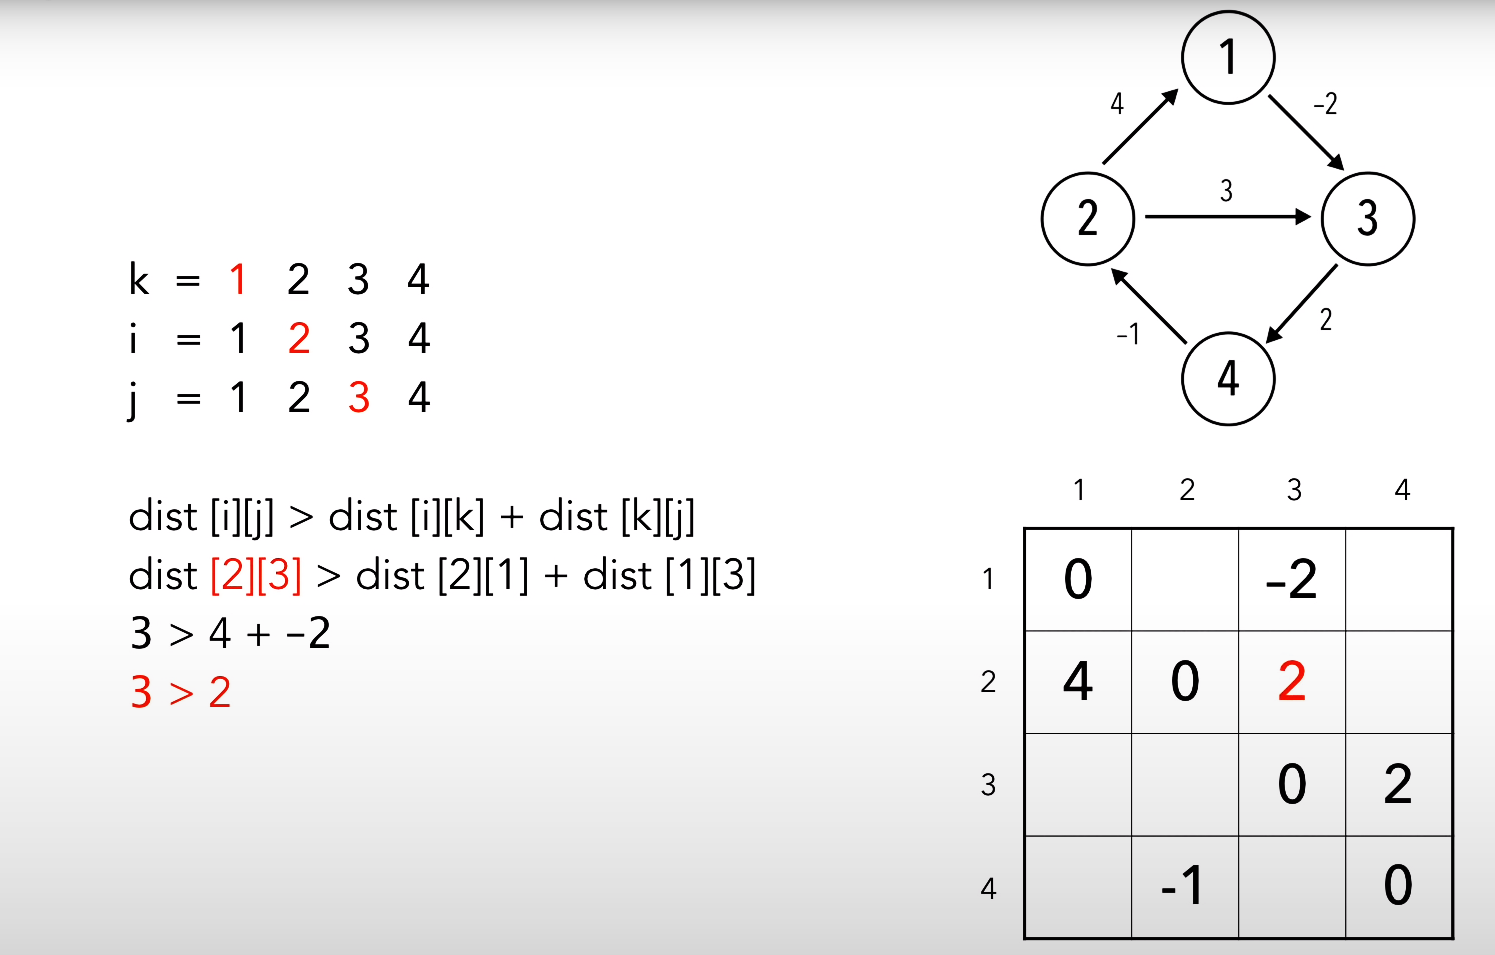 k = 1 2 3 4
i = 1 2 3 4
j = 1 2 3 4
dist [i][j] > dist [i][k] + dist [k][j]
dist [2][3] > dist [2][1] + dist [1][3]
3 > 4 + –2
3 > 2
1
4
–2
3
2
3
–1
2
4
1 2 3 4
1 0 –2
2 4 0 2
3 0 2
4 -1 0